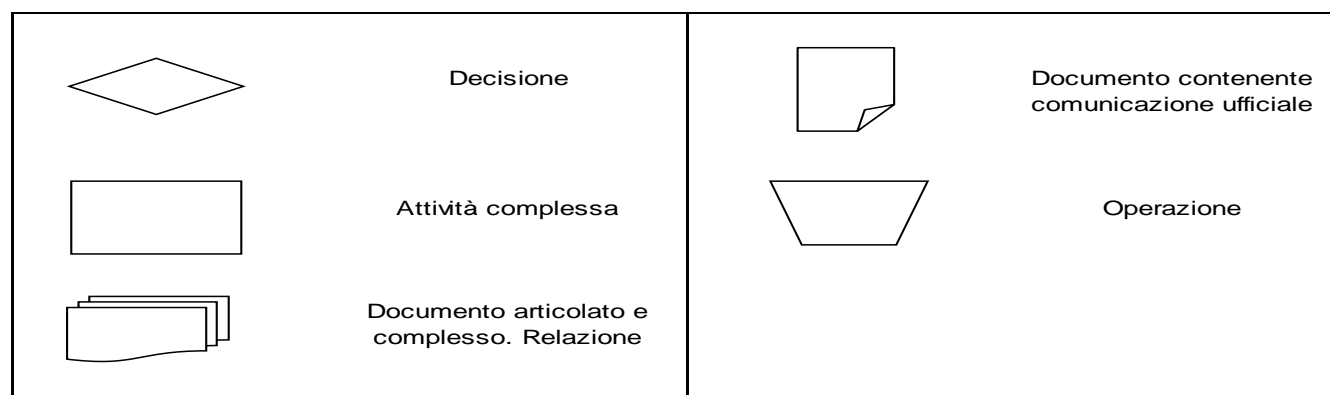 Decisione
Attività complessa
Documento articolato e
complesso. Relazione
Documento contenente
comunicazione ufficiale
Operazione